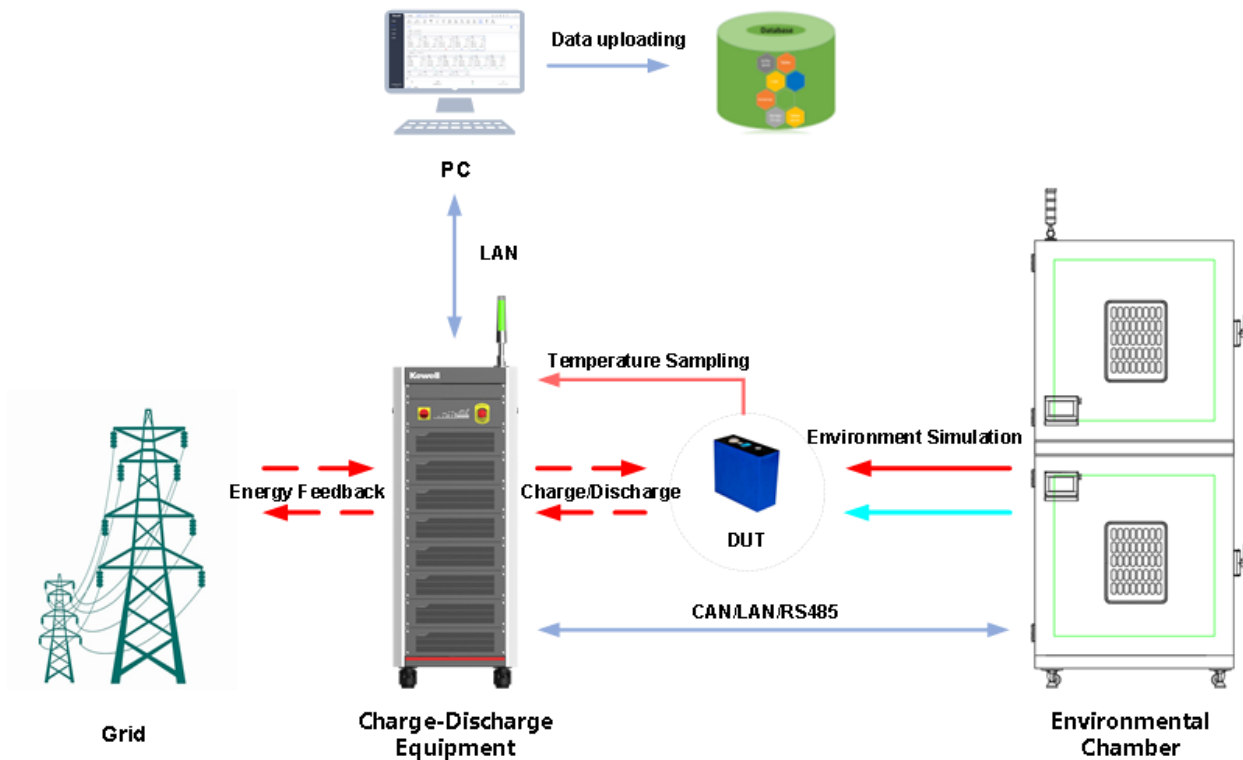 Data uploading
Database
PC
LAN
Temperature Sampling
Kewell
Environment Simulation
Energy Feedback
Charge/Discharge
DUT
CAN/LAN/RS485
Grid
Charge-Discharge
Equipment
Environmental
Chamber